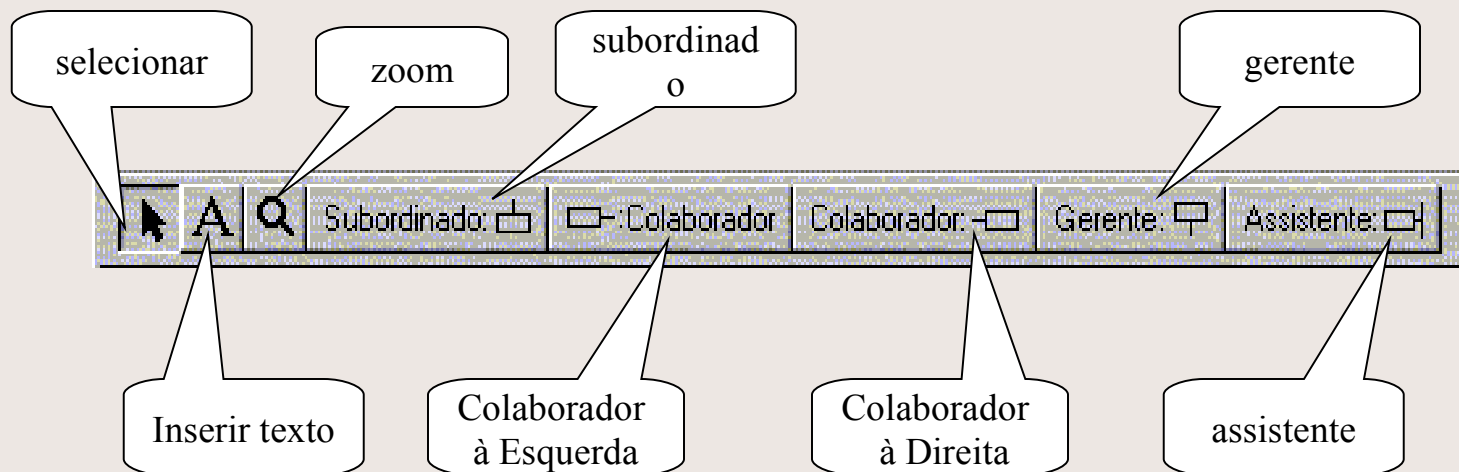 selecionar
zoom
subordinad
o
gerente
A
Subordinado:
:Colaborador
Colaborador:
Gerente:
Assistente:
Inserir texto
Colaborador
à Esquerda
Colaborador
à Direita
assistente